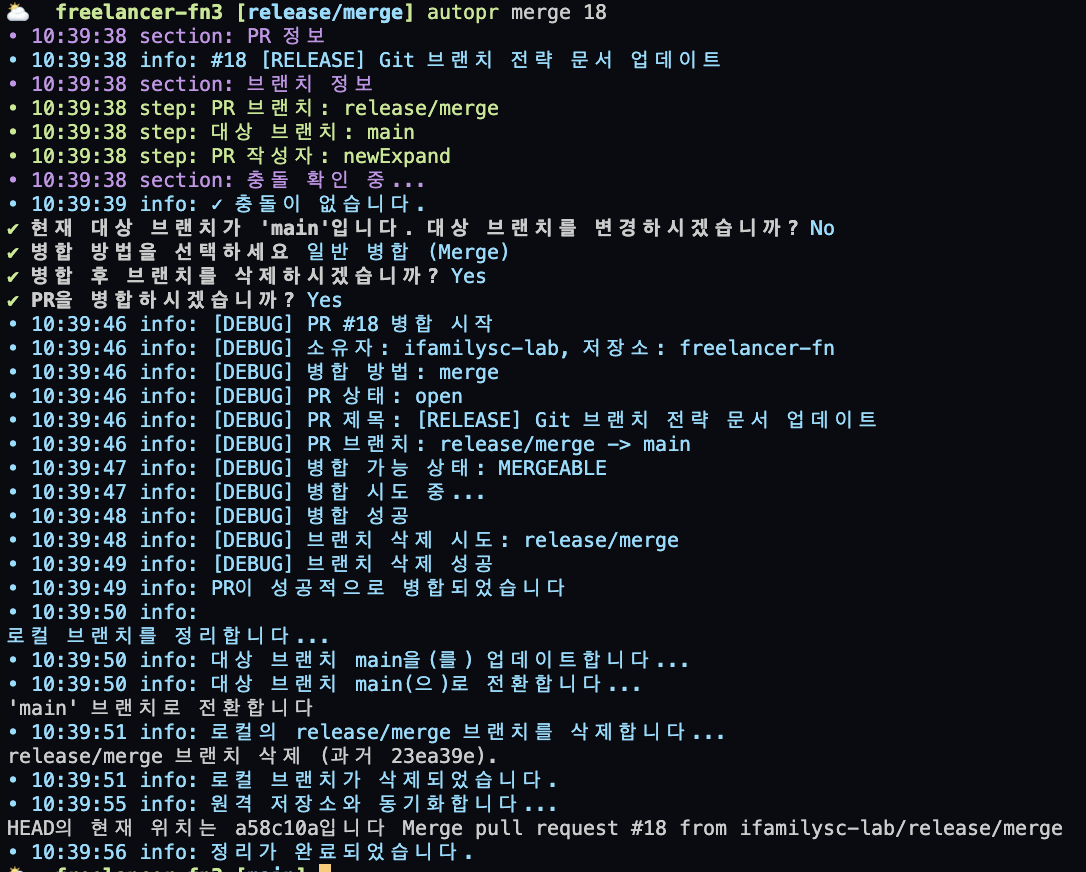 freelancer-fn3 [release/merge] autopr merge 18
• 10:39:38 section: PR 정보
• 10:39:38 info: #18 [RELEASE] Git 브랜치 전략 문서 업데이트
• 10:39:38 section: 브랜치 정보
• 10:39:38 step: PR 브랜치: release/merge
• 10:39:38 step: 대상 브랜치: main
• 10:39:38 step: PR 작성자: newExpand
• 10:39:38 section: 충돌 확인 중...
• 10:39:39 info: ✓ 충돌이 없습니다.
✔ 현재 대상 브랜치가 'main'입니다. 대상 브랜치를 변경하시겠습니까? No
✔ 병합 방법을 선택하세요 일반 병합 (Merge)
✔ 병합 후 브랜치를 삭제하시겠습니까? Yes
✔ PR을 병합하시겠습니까? Yes
• 10:39:46 info: [DEBUG] PR #18 병합 시작
• 10:39:46 info: [DEBUG] 소유자: ifamilysc-lab, 저장소: freelancer-fn
• 10:39:46 info: [DEBUG] 병합 방법: merge
• 10:39:46 info: [DEBUG] PR 상태: open
• 10:39:46 info: [DEBUG] PR 제목: [RELEASE] Git 브랜치 전략 문서 업데이트
• 10:39:46 info: [DEBUG] PR 브랜치: release/merge -> main
• 10:39:47 info: [DEBUG] 병합 가능 상태: MERGEABLE
• 10:39:47 info: [DEBUG] 병합 시도 중...
• 10:39:48 info: [DEBUG] 병합 성공
• 10:39:48 info: [DEBUG] 브랜치 삭제 시도: release/merge
• 10:39:49 info: [DEBUG] 브랜치 삭제 성공
• 10:39:49 info: PR이 성공적으로 병합되었습니다
• 10:39:50 info:
로컬 브랜치를 정리합니다...
• 10:39:50 info: 대상 브랜치 main을(를) 업데이트합니다...
• 10:39:50 info: 대상 브랜치 main(으)로 전환합니다...
'main' 브랜치로 전환합니다
• 10:39:51 info: 로컬의 release/merge 브랜치를 삭제합니다...
release/merge 브랜치 삭제 (과거 23ea39e).
• 10:39:51 info: 로컬 브랜치가 삭제되었습니다.
• 10:39:55 info: 원격 저장소와 동기화합니다...
HEAD의 현재 위치는 a58c10a입니다 Merge pull request #18 from ifamilysc-lab/release/merge
• 10:39:56 info: 정리가 완료되었습니다.
freelancer-fn3 [main]